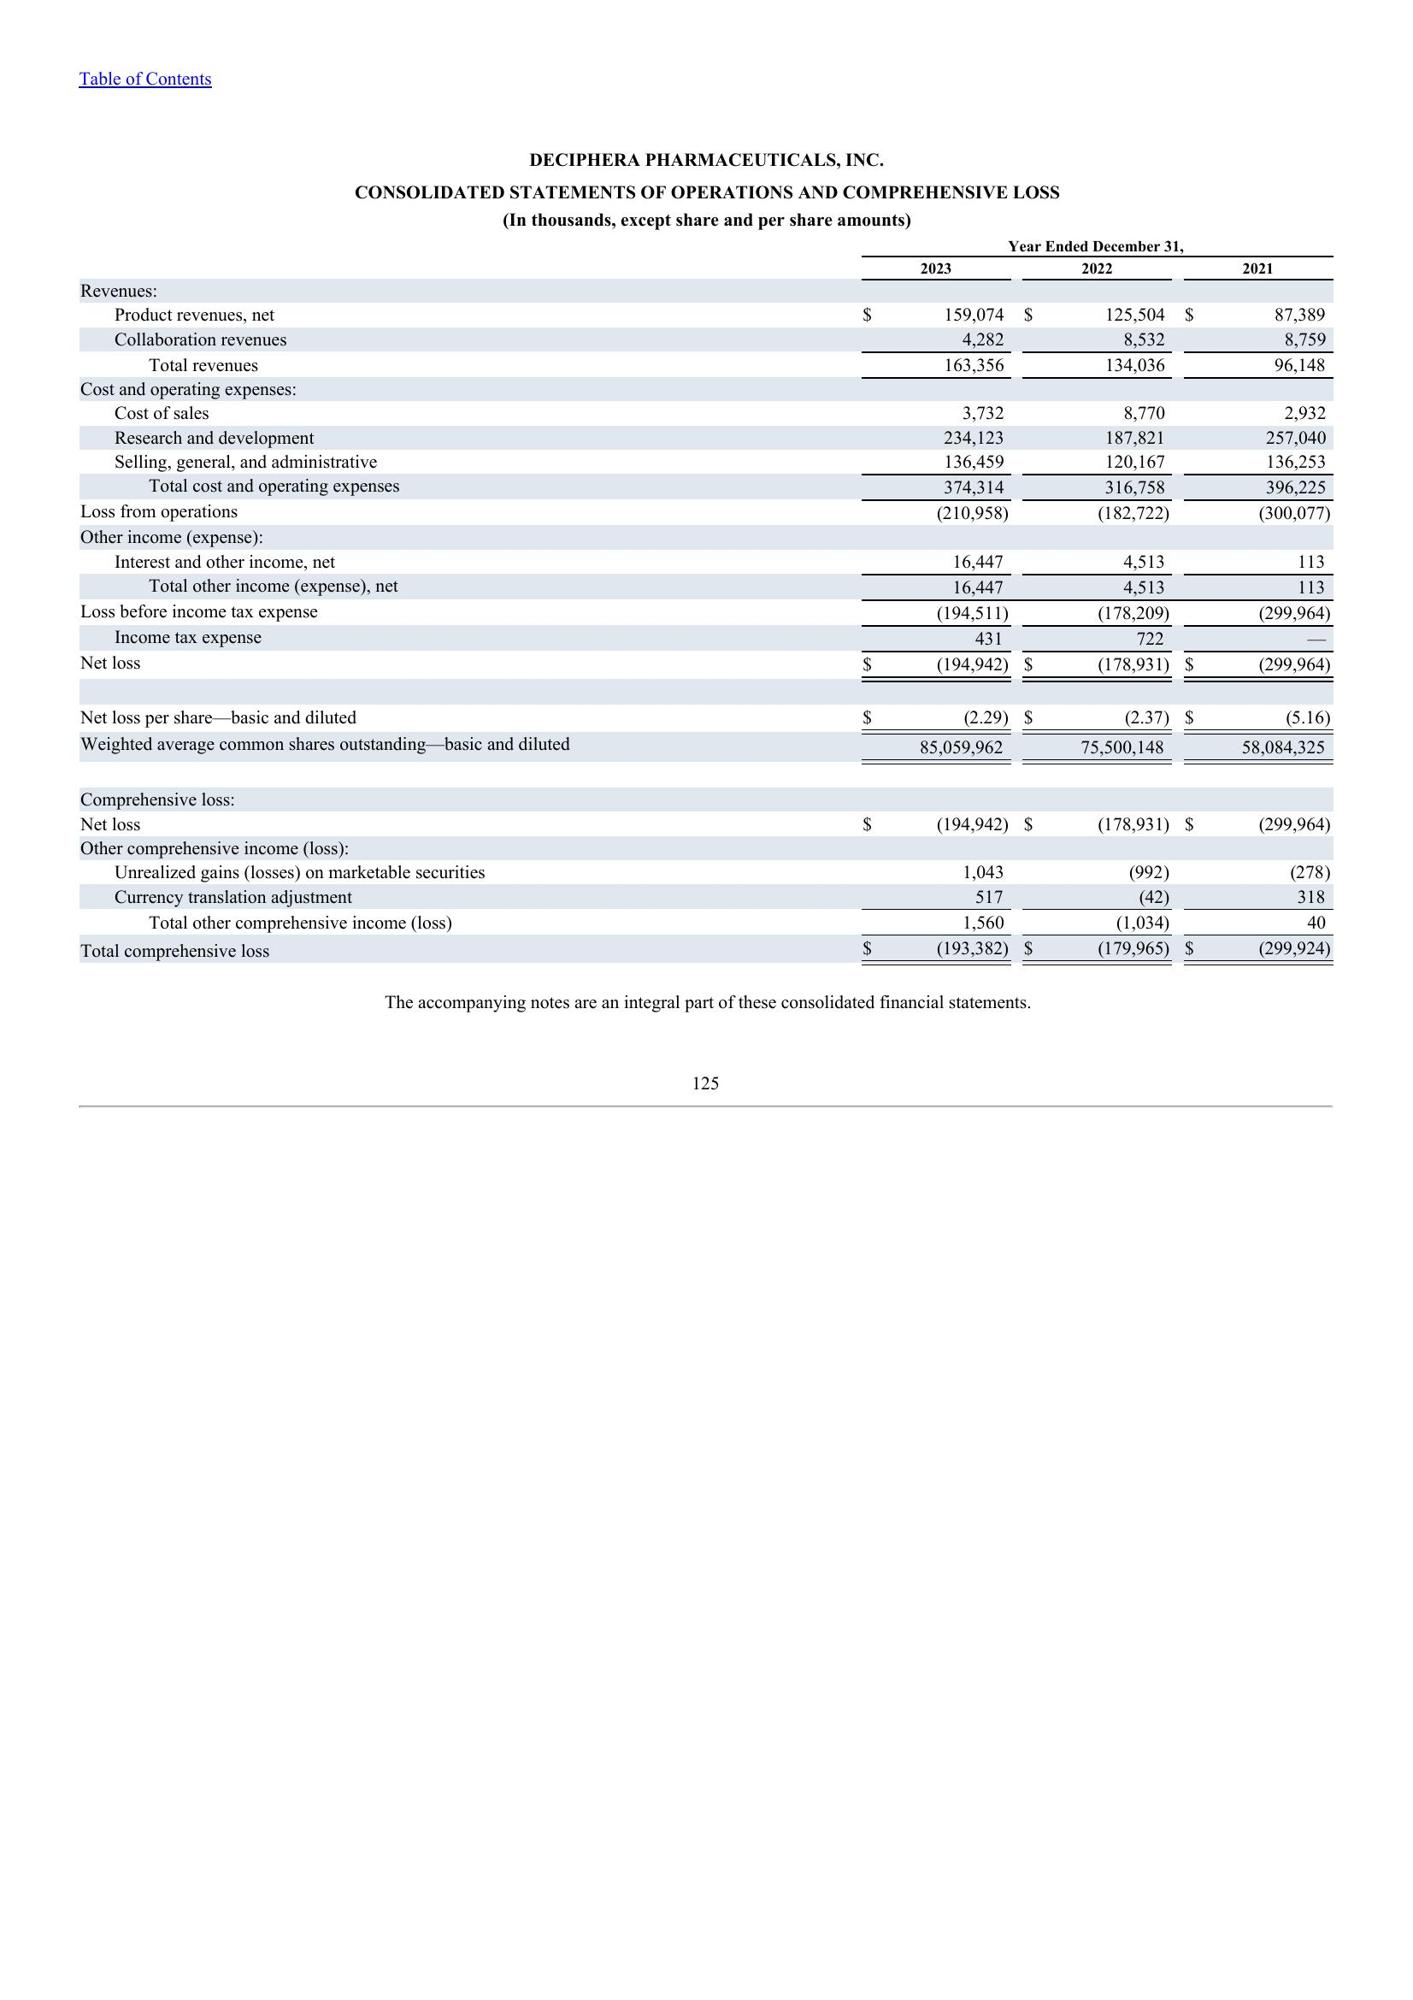 Table of Contents
DECIPHERA PHARMACEUTICALS, INC.
CONSOLIDATED STATEMENTS OF OPERATIONS AND COMPREHENSIVE LOSS
(In thousands, except share and per share amounts)
Year Ended December 31,
2023 2022 2021
Revenues:
Product revenues, net $ 159,074 $ 125,504 $ 87,389
Collaboration revenues 4,282 8,532 8,759
Total revenues 163,356 134,036 96,148
Cost and operating expenses:
Cost of sales 3,732 8,770 2,932
Research and development 234,123 187,821 257,040
Selling, general, and administrative 136,459 120,167 136,253
Total cost and operating expenses 374,314 316,758 396,225
Loss from operations (210,958) (182,722) (300,077)
Other income (expense):
Interest and other income, net 16,447 4,513 113
Total other income (expense), net 16,447 4,513 113
Loss before income tax expense (194,511) (178,209) (299,964)
Income tax expense 431 722 —
Net loss $ (194,942) $ (178,931) $ (299,964)
Net loss per share—basic and diluted $ (2.29) $ (2.37) $ (5.16)
Weighted average common shares outstanding—basic and diluted 85,059,962 75,500,148 58,084,325
Comprehensive loss:
Net loss $ (194,942) $ (178,931) $ (299,964)
Other comprehensive income (loss):
Unrealized gains (losses) on marketable securities 1,043 (992) (278)
Currency translation adjustment 517 (42) 318
Total other comprehensive income (loss) 1,560 (1,034) 40
Total comprehensive loss $ (193,382) $ (179,965) $ (299,924)
The accompanying notes are an integral part of these consolidated financial statements.
125